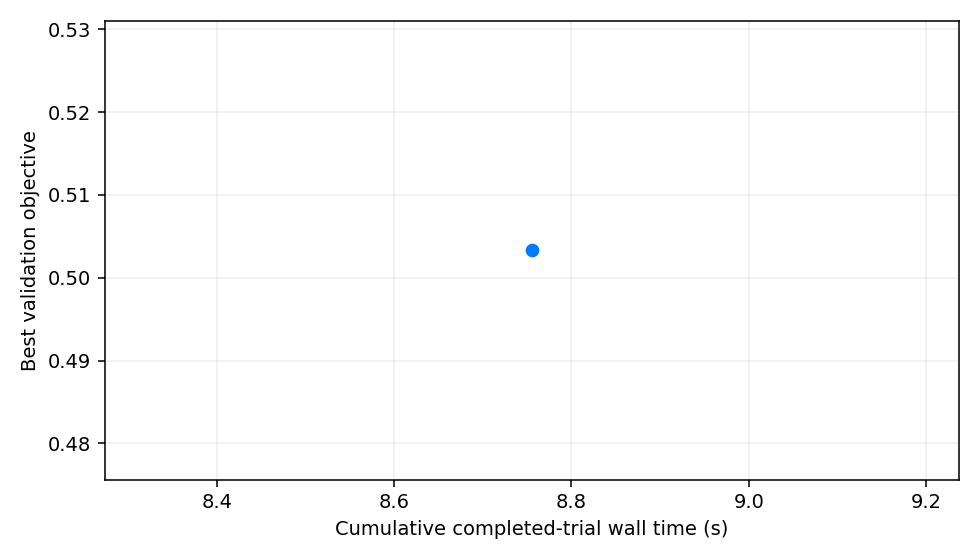 0.53
0.52
0.51
0.50
0.49
0.48
Best validation objective
8.4 8.6 8.8 9.0 9.2
Cumulative completed-trial wall time (s)